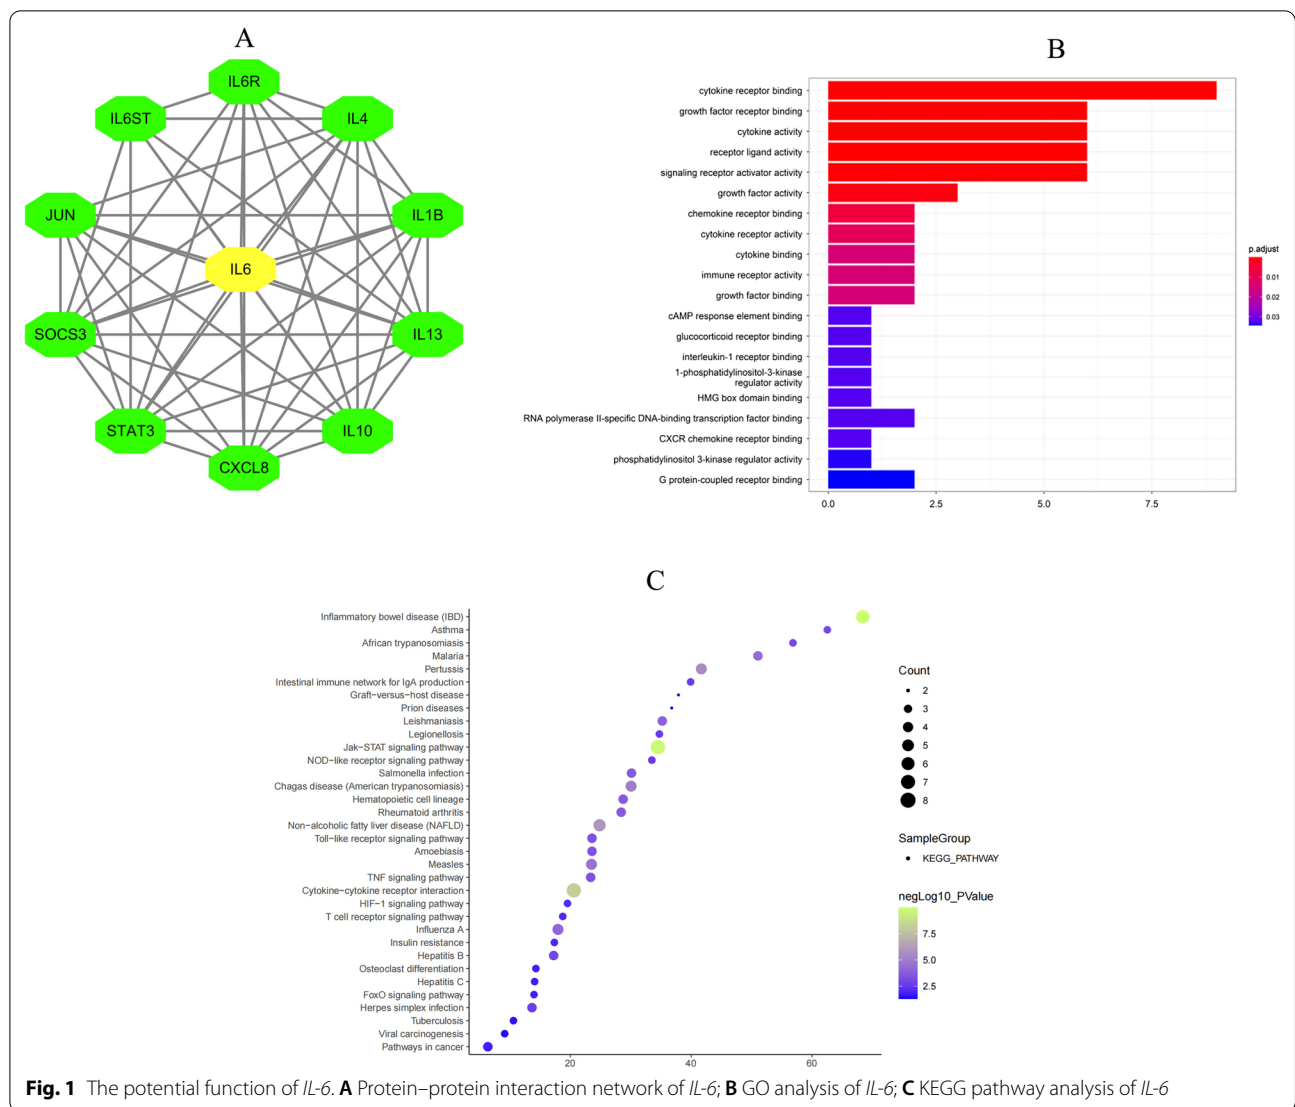 A
IL6R
IL6ST
IL4
JUN
IL1B
IL6
SOCS3
IL13
STAT3
IL10
CXCL8
B
cytokine receptor binding
growth factor receptor binding
cytokine activity
receptor ligand activity
signaling receptor activator activity
growth factor activity
chemokine receptor binding
cytokine receptor activity
cytokine binding
immune receptor activity
growth factor binding
cAMP response element binding
glucocorticoid receptor binding
interleukin-1 receptor binding
1-phosphatidylinositol-3-kinase
regulator activity
HMG box domain binding
RNA polymerase II-specific DNA-binding transcription factor binding
CXCR chemokine receptor binding
phosphatidylinositol 3-kinase regulator activity
G protein-coupled receptor binding
0.0 2.5 5.0 7.5
p.adjust
0.01
0.02
0.03
C
Inflammatory bowel disease (IBD)
Asthma
African trypanosomiasis
Malaria
Pertussis
Intestinal immune network for IgA production
Graft−versus−host disease
Prion diseases
Leishmaniasis
Legionellosis
Jak−STAT signaling pathway
NOD−like receptor signaling pathway
Salmonella infection
Chagas disease (American trypanosomiasis)
Hematopoietic cell lineage
Rheumatoid arthritis
Non−alcoholic fatty liver disease (NAFLD)
Toll−like receptor signaling pathway
Amoebiasis
Measles
TNF signaling pathway
Cytokine−cytokine receptor interaction
HIF−1 signaling pathway
T cell receptor signaling pathway
Influenza A
Insulin resistance
Hepatitis B
Osteoclast differentiation
Hepatitis C
FoxO signaling pathway
Herpes simplex infection
Tuberculosis
Viral carcinogenesis
Pathways in cancer
20 40 60
Count
2
3
4
5
6
7
8
SampleGroup
KEGG_PATHWAY
negLog10_PValue
7.5
5.0
2.5
Fig. 1 The potential function of IL-6. A Protein–protein interaction network of IL-6; B GO analysis of IL-6; C KEGG pathway analysis of IL-6